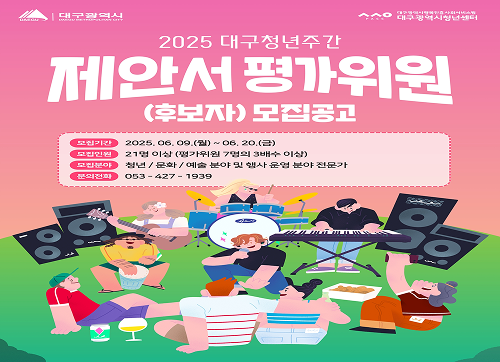 대구광역시
DAEGU METROPOLITAN CITY
대구광역시청년센터
2025 대구청년주간
제안서 평가위원
(후보자) 모집공고
모집기간 2025. 06. 09.(월) ~ 06. 20.(금)
모집인원 21명 이상 (평가위원 7명의 3배수 이상)
모집분야 청년 / 문화 / 예술 분야 및 행사 운영 분야 전문가
문의전화 053 - 427 - 1939